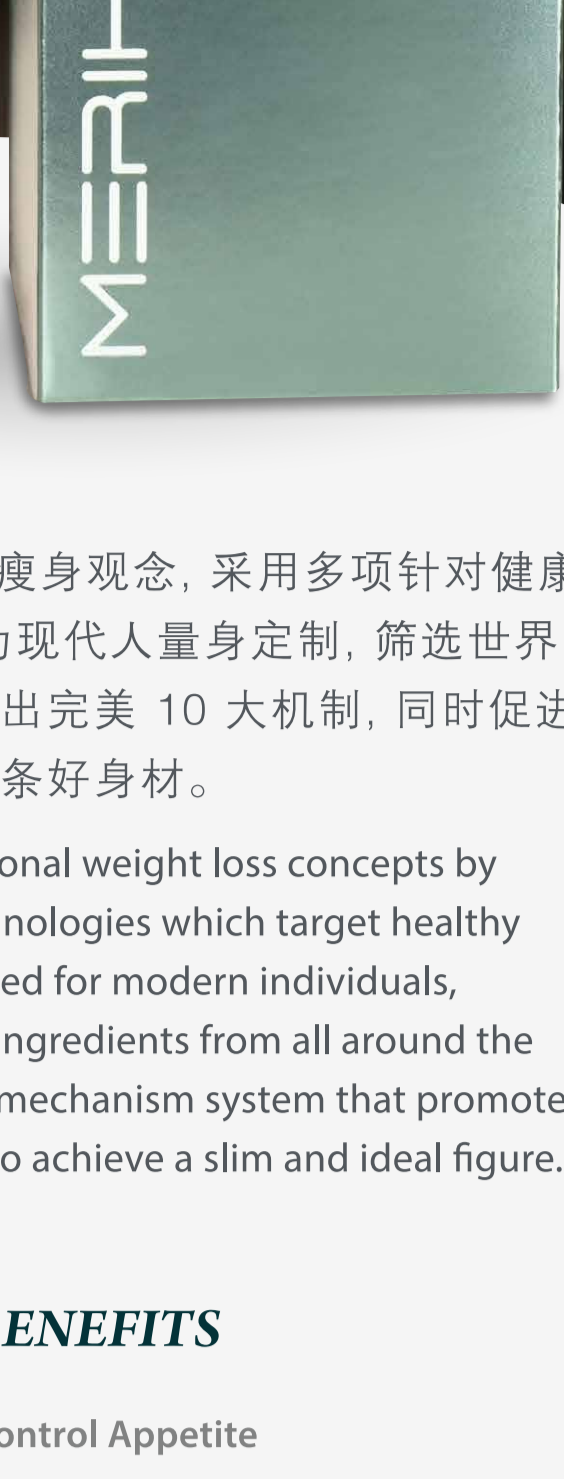 MERIH
瘦身观念, 采用多项针对健康
为现代人量身定制, 筛选世界
出完美 10 大机制, 同时促进
条好身材。
onal weight loss concepts by
nologies which target healthy
ed for modern individuals,
ngredients from all around the
mechanism system that promote
o achieve a slim and ideal figure.
ENEFITS
ontrol Appetite